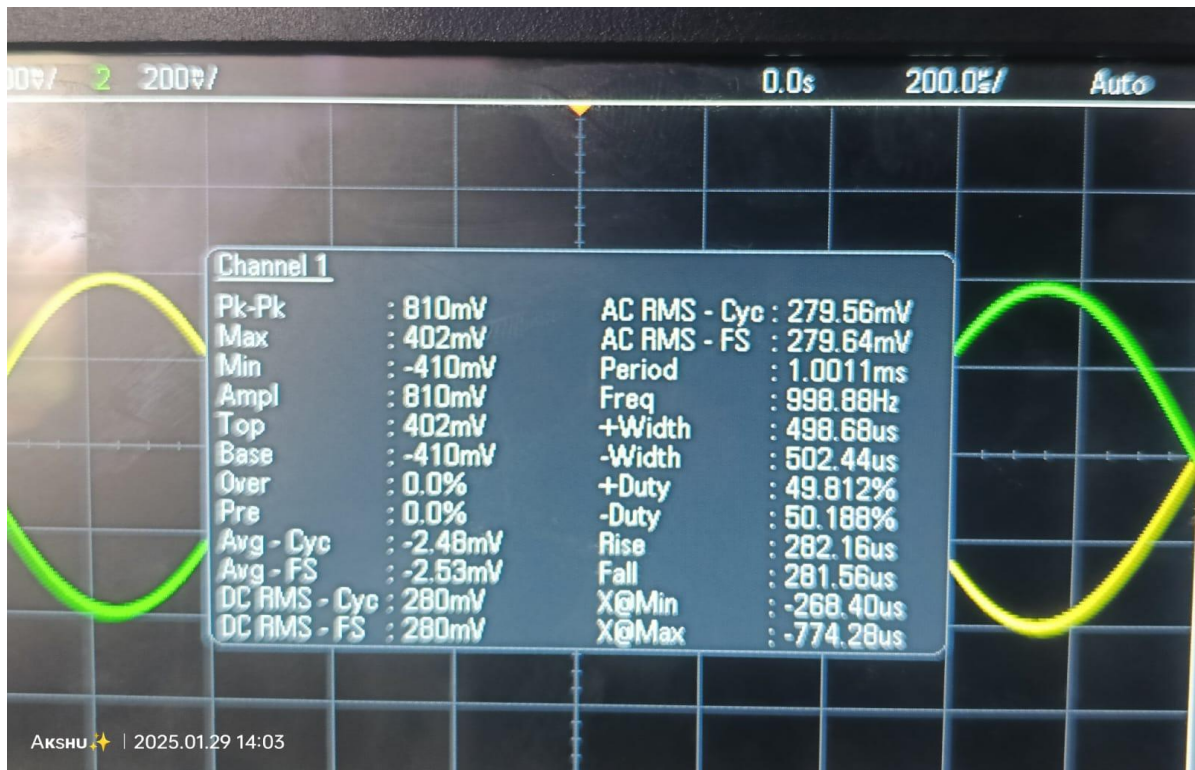 00mV/ 2 200mV/ 0.0s 200.0us/ Auto
Channel 1
Pk-Pk : 810mV AC RMS - Cyc : 279.56mV
Max : 402mV AC RMS - FS : 279.64mV
Min : -410mV Period : 1.0011ms
Ampl : 810mV Freq : 998.88Hz
Top : 402mV +Width : 498.68us
Base : -410mV -Width : 502.44us
Over : 0.0% +Duty : 49.812%
Pre : 0.0% -Duty : 50.188%
Avg - Cyc : -2.48mV Rise : 282.16us
Avg - FS : -2.53mV Fall : 281.56us
DC RMS - Cyc : 280mV X@Min : -268.40us
DC RMS - FS : 280mV X@Max : -774.28us
Akshu✨ | 2025.01.29 14:03